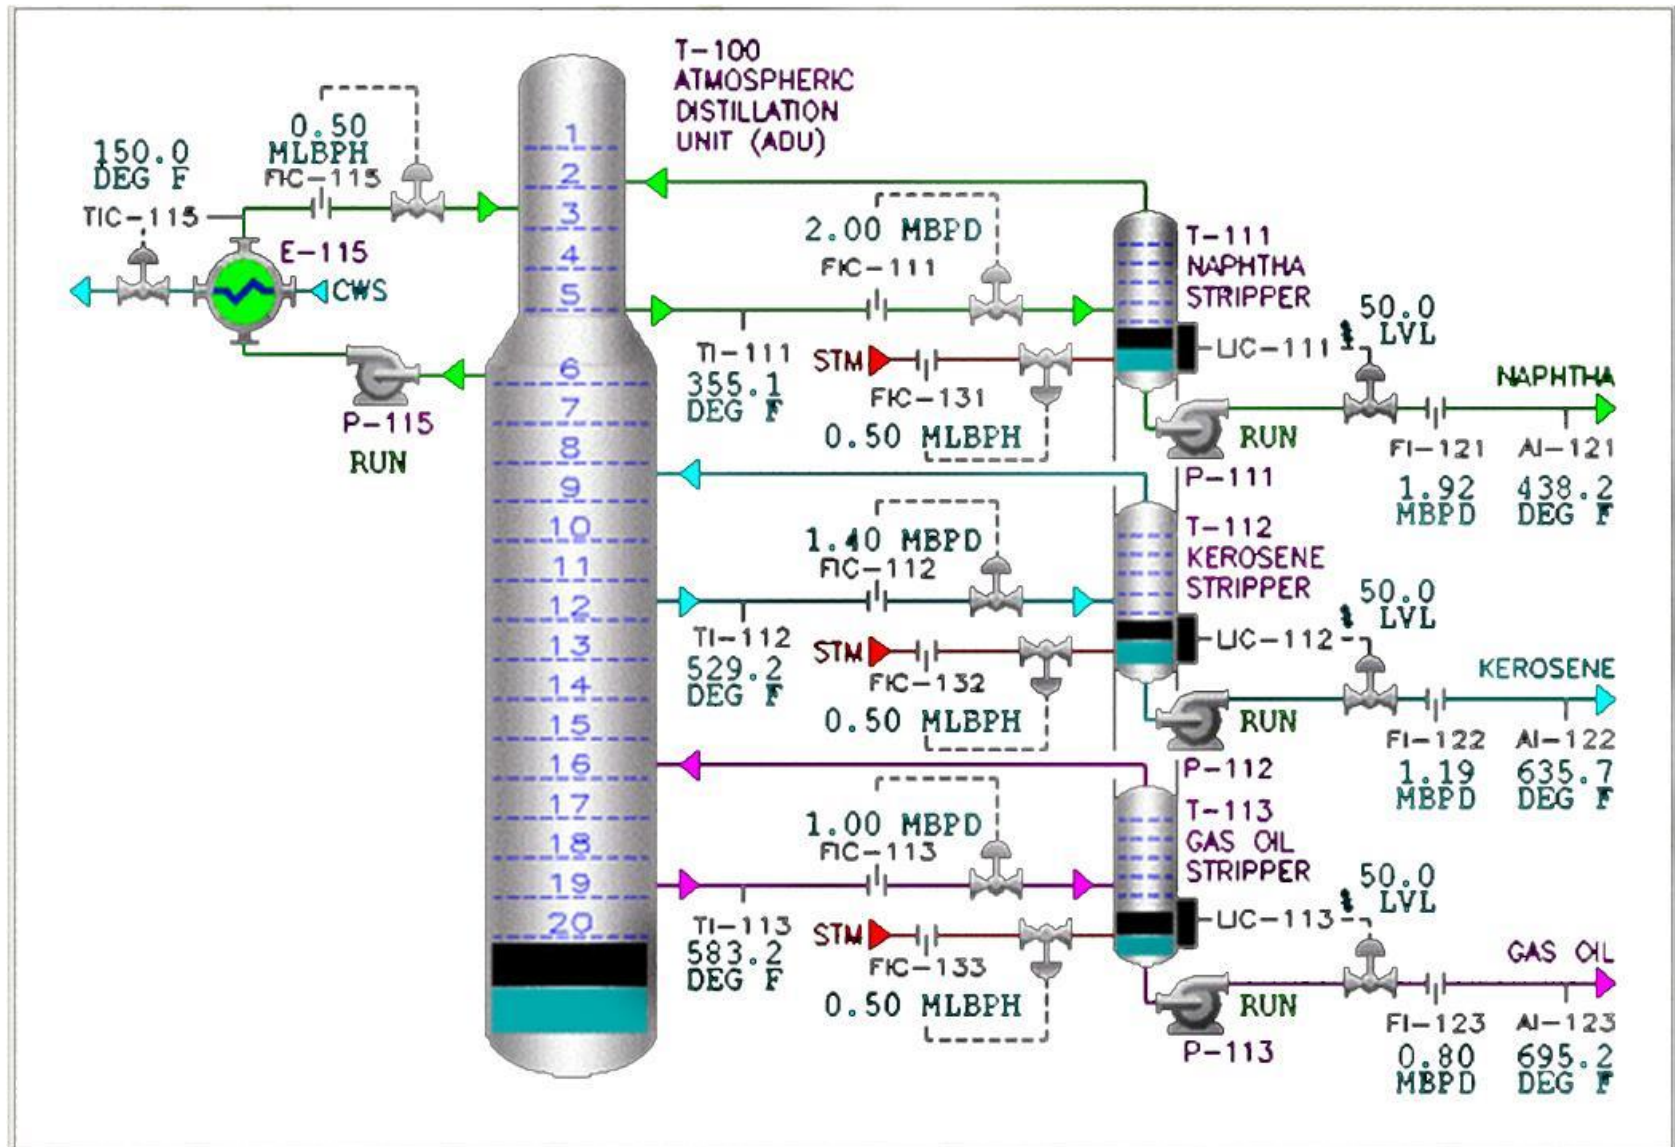 T-100
ATMOSPHERIC
DISTILLATION
UNIT (ADU)
150.0
DEG F
TIC-115
0.50
MLBPH
FIC-115
E-115
CWS
P-115
RUN
1
2
3
4
5
6
7
8
9
10
11
12
13
14
15
16
17
18
19
20
2.00 MBPD
FIC-111
TI-111
355.1
DEG F
STM
FIC-131
0.50 MLBPH
T-111
NAPHTHA
STRIPPER
LIC-111
50.0
% LVL
RUN
P-111
NAPHTHA
FI-121
1.92
MBPD
AI-121
438.2
DEG F
1.40 MBPD
FIC-112
TI-112
529.2
DEG F
STM
FIC-132
0.50 MLBPH
T-112
KEROSENE
STRIPPER
LIC-112
50.0
% LVL
RUN
P-112
KEROSENE
FI-122
1.19
MBPD
AI-122
635.7
DEG F
1.00 MBPD
FIC-113
TI-113
583.2
DEG F
STM
FIC-133
0.50 MLBPH
T-113
GAS OIL
STRIPPER
LIC-113
50.0
% LVL
RUN
P-113
GAS OIL
FI-123
0.80
MBPD
AI-123
695.2
DEG F